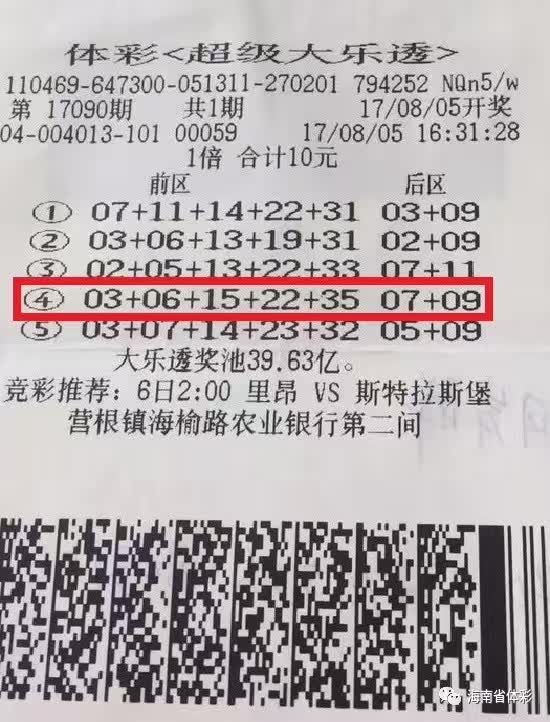 体彩<超级大乐透>
110469-647300-051311-270201 794252 NQn5/w
第 17090期 共1期 17/08/05开奖
04-004013-101 00059 17/08/05 16:31:28
1倍 合计10元
前区 后区
① 07+11+14+22+31 03+09
② 03+06+13+19+31 02+09
③ 02+05+13+22+33 07+11
④ 03+06+15+22+35 07+09
⑤ 03+07+14+23+32 05+09
大乐透奖池39.63亿。
竞彩推荐：6日2:00 里昂 VS 斯特拉斯堡
营根镇海榆路农业银行第二间
海南省体彩